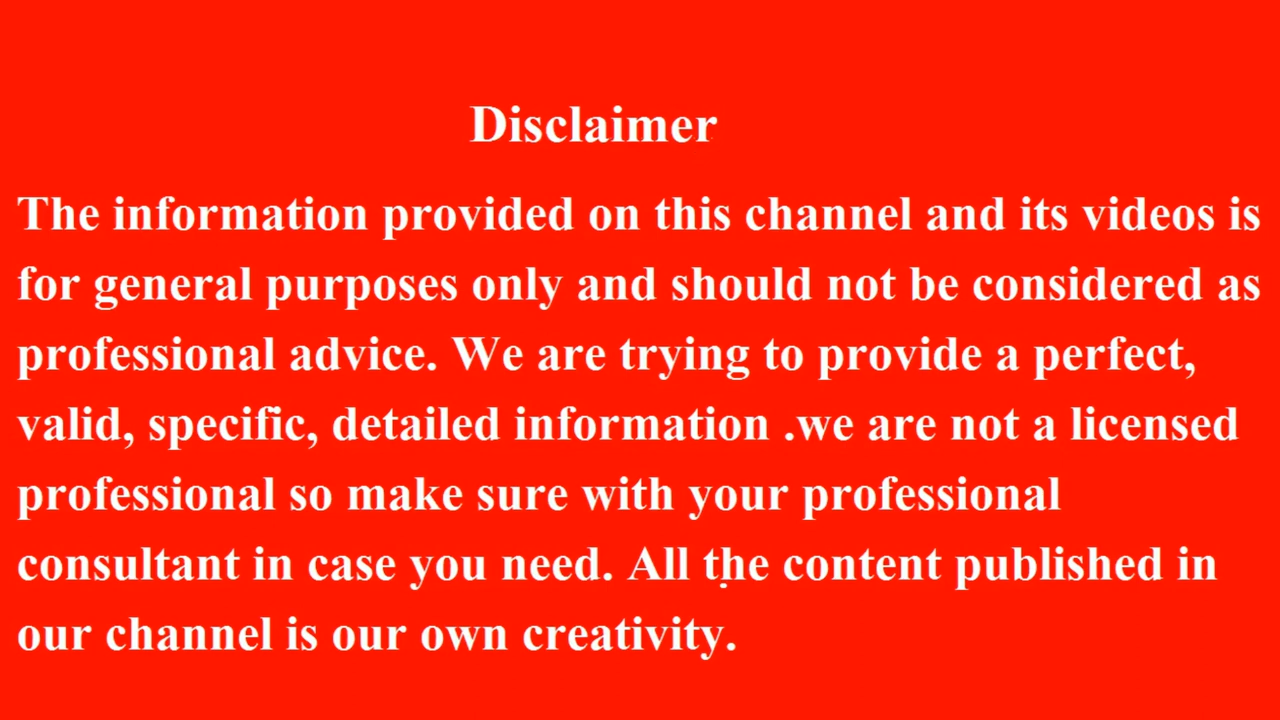 Disclaimer
The information provided on this channel and its videos is
for general purposes only and should not be considered as
professional advice. We are trying to provide a perfect,
valid, specific, detailed information .we are not a licensed
professional so make sure with your professional
consultant in case you need. All the content published in
our channel is our own creativity.